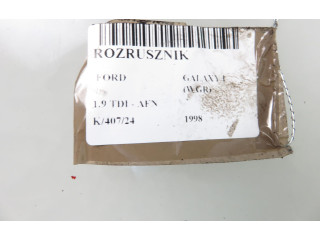 ROZRUSZNIK
FORD GALAXY I
(WGR)
1.9 TDI - AFN
K/407/24 1998